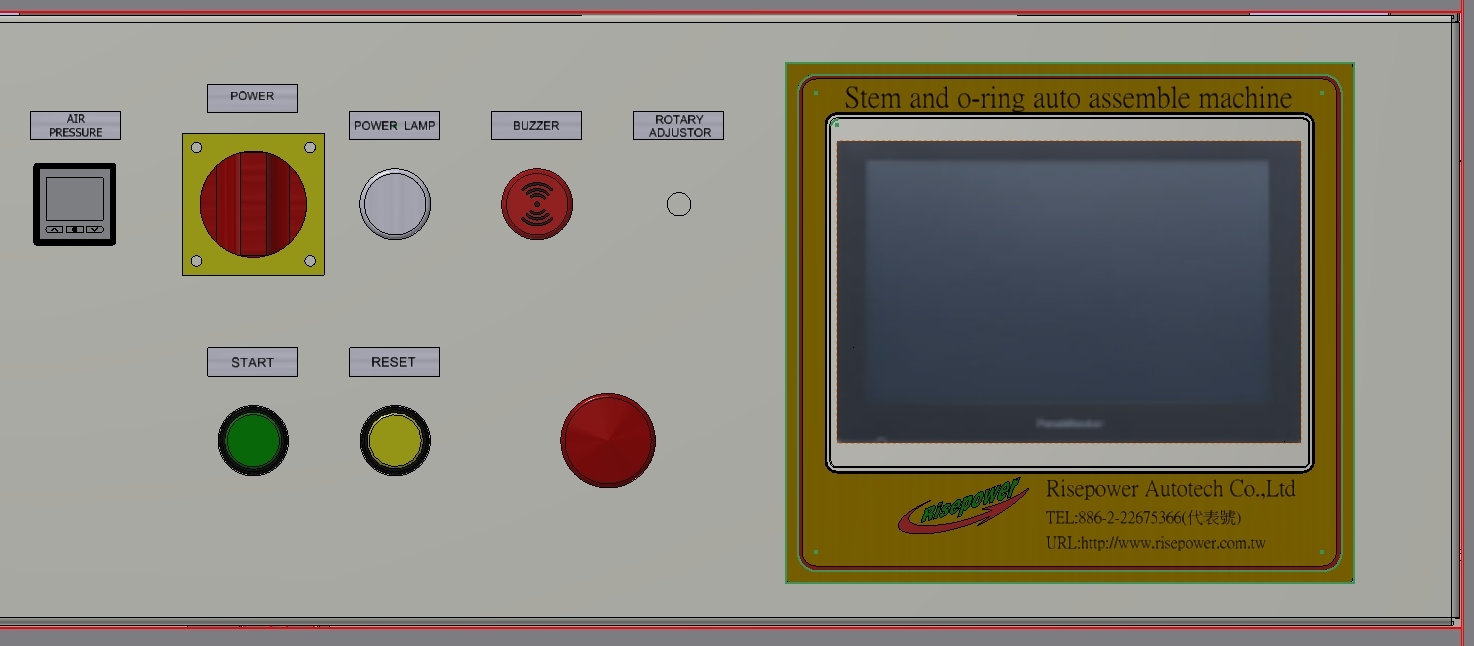 POWER
AIR
PRESSURE
POWER LAMP
BUZZER
ROTARY
ADJUSTOR
START
RESET
Stem and o-ring auto assemble machine
Risepower
Risepower Autotech Co.,Ltd
TEL:886-2-22675366(代表號)
URL:http://www.risepower.com.tw